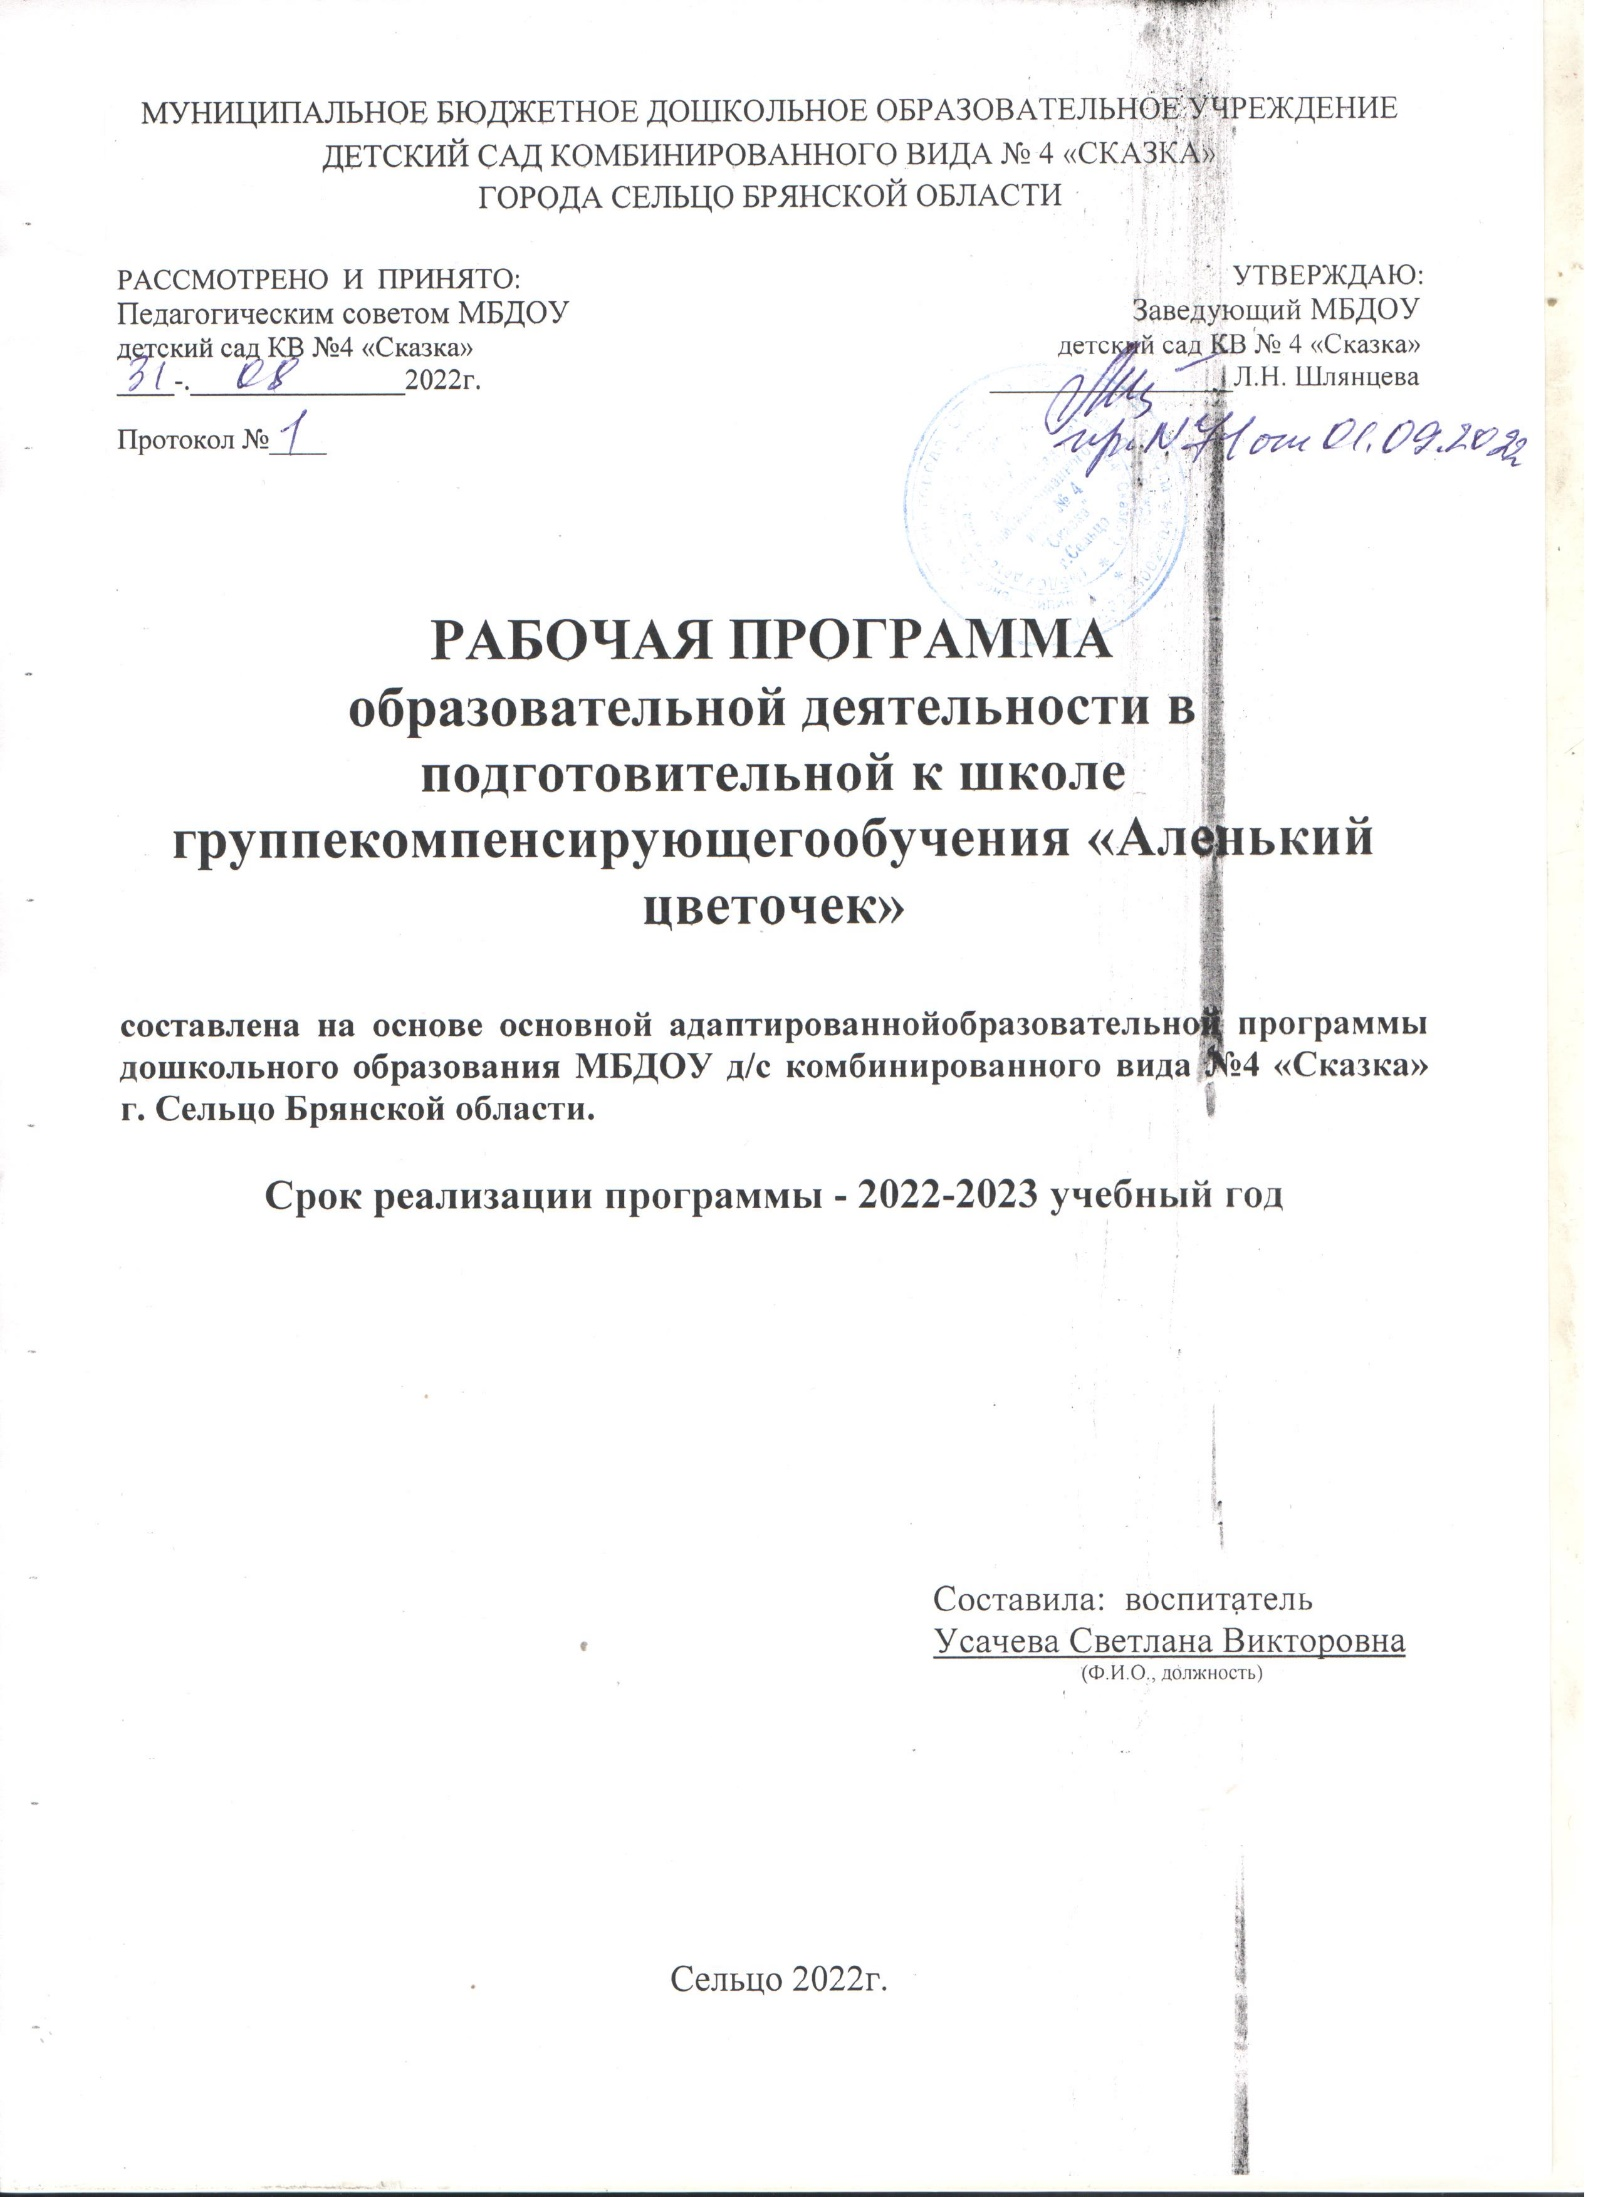 МУНИЦИПАЛЬНОЕ БЮДЖЕТНОЕ ДОШКОЛЬНОЕ ОБРАЗОВАТЕЛЬНОЕ УЧРЕЖДЕНИЕ
ДЕТСКИЙ САД КОМБИНИРОВАННОГО ВИДА № 4 «СКАЗКА»
ГОРОДА СЕЛЬЦО БРЯНСКОЙ ОБЛАСТИ
РАССМОТРЕНО И ПРИНЯТО:
Педагогическим советом МБДОУ
детский сад КВ №4 «Сказка»
31-. 08 2022г.
Протокол № 1
УТВЕРЖДАЮ:
Заведующий МБДОУ
детский сад КВ № 4 «Сказка»
Л.Н. Шлянцева
пр. N от 01.09.2022
№ 4
г.Сельцо
РАБОЧАЯ ПРОГРАММА
образовательной деятельности в
подготовительной к школе
группекомпенсирующегообучения «Аленький
цветочек»
составлена на основе основной адаптированнойобразовательной программы
дошкольного образования МБДОУ д/с комбинированного вида №4 «Сказка»
г. Сельцо Брянской области.
Срок реализации программы - 2022-2023 учебный год
Составила: воспитатель
Усачева Светлана Викторовна
(Ф.И.О., должность)
Сельцо 2022г.